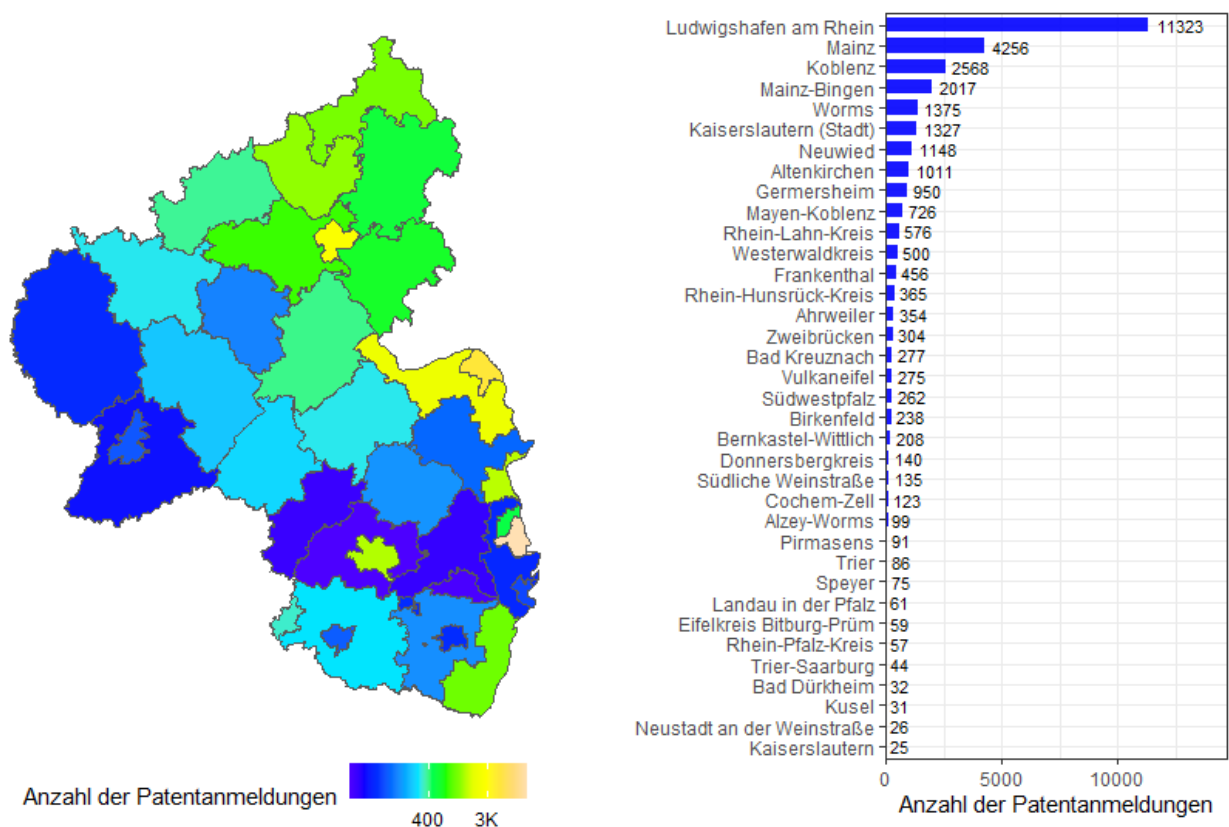 Anzahl der Patentanmeldungen
400 3K
Ludwigshafen am Rhein 11323
Mainz 4256
Koblenz 2568
Mainz-Bingen 2017
Worms 1375
Kaiserslautern (Stadt) 1327
Neuwied 1148
Altenkirchen 1011
Germersheim 950
Mayen-Koblenz 726
Rhein-Lahn-Kreis 576
Westerwaldkreis 500
Frankenthal 456
Rhein-Hunsrück-Kreis 365
Ahrweiler 354
Zweibrücken 304
Bad Kreuznach 277
Vulkaneifel 275
Südwestpfalz 262
Birkenfeld 238
Bernkastel-Wittlich 208
Donnersbergkreis 140
Südliche Weinstraße 135
Cochem-Zell 123
Alzey-Worms 99
Pirmasens 91
Trier 86
Speyer 75
Landau in der Pfalz 61
Eifelkreis Bitburg-Prüm 59
Rhein-Pfalz-Kreis 57
Trier-Saarburg 44
Bad Dürkheim 32
Kusel 31
Neustadt an der Weinstraße 26
Kaiserslautern 25
0 5000 10000
Anzahl der Patentanmeldungen